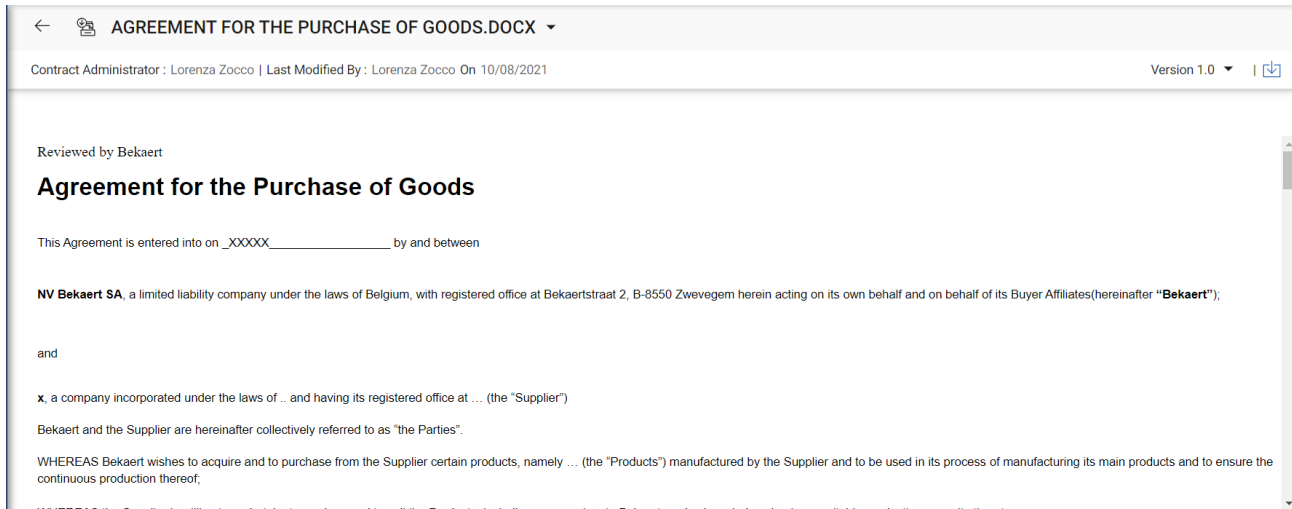 AGREEMENT FOR THE PURCHASE OF GOODS.DOCX
Contract Administrator : Lorenza Zocco | Last Modified By : Lorenza Zocco On 10/08/2021
Version 1.0 |
Reviewed by Bekaert
Agreement for the Purchase of Goods
This Agreement is entered into on _XXXXX___________________ by and between
NV Bekaert SA, a limited liability company under the laws of Belgium, with registered office at Bekaertstraat 2, B-8550 Zwevegem herein acting on its own behalf and on behalf of its Buyer Affiliates(hereinafter “Bekaert”);
and
x, a company incorporated under the laws of .. and having its registered office at … (the “Supplier”)
Bekaert and the Supplier are hereinafter collectively referred to as “the Parties”.
WHEREAS Bekaert wishes to acquire and to purchase from the Supplier certain products, namely … (the “Products”) manufactured by the Supplier and to be used in its process of manufacturing its main products and to ensure the
continuous production thereof;